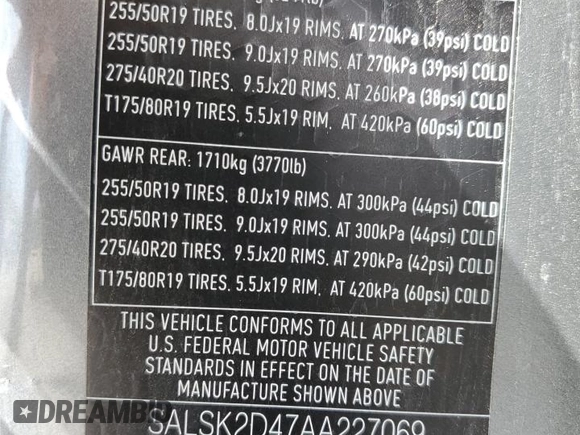 255/50R19 TIRES. 8.0Jx19 RIMS. AT 270kPa (39psi) COLD
255/50R19 TIRES. 9.0Jx19 RIMS. AT 270kPa (39psi) COLD
275/40R20 TIRES. 9.5Jx20 RIMS. AT 260kPa (38psi) COLD
T175/80R19 TIRES. 5.5Jx19 RIM. AT 420kPa (60psi) COLD
GAWR REAR: 1710kg (3770lb)
255/50R19 TIRES. 8.0Jx19 RIMS. AT 300kPa (44psi) COLD
255/50R19 TIRES. 9.0Jx19 RIMS. AT 300kPa (44psi) COLD
275/40R20 TIRES. 9.5Jx20 RIMS. AT 290kPa (42psi) COLD
T175/80R19 TIRES. 5.5Jx19 RIM. AT 420kPa (60psi) COLD
THIS VEHICLE CONFORMS TO ALL APPLICABLE
U.S. FEDERAL MOTOR VEHICLE SAFETY
STANDARDS IN EFFECT ON THE DATE OF
MANUFACTURE SHOWN ABOVE
SALSK2D47AA227069
STREAMBID